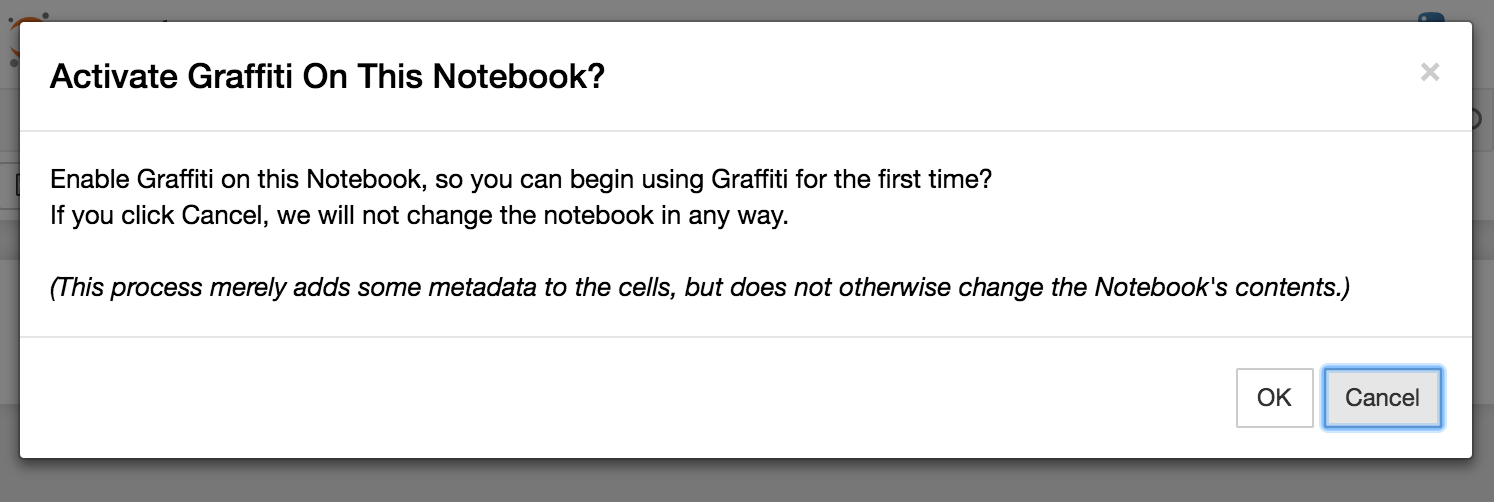 Activate Graffiti On This Notebook?
×
Enable Graffiti on this Notebook, so you can begin using Graffiti for the first time?
If you click Cancel, we will not change the notebook in any way.
(This process merely adds some metadata to the cells, but does not otherwise change the Notebook's contents.)
OK
Cancel